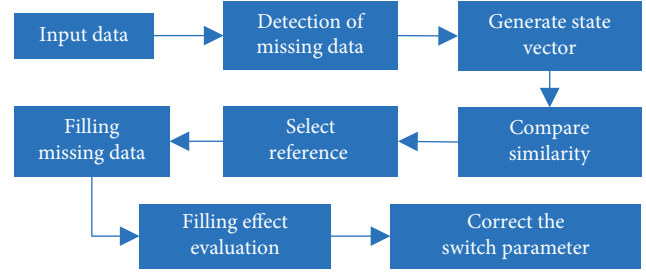 Input data
Detection of
missing data
Generate state
vector
Filling
missing data
Select
reference
Compare
similarity
Filling effect
evaluation
Correct the
switch parameter